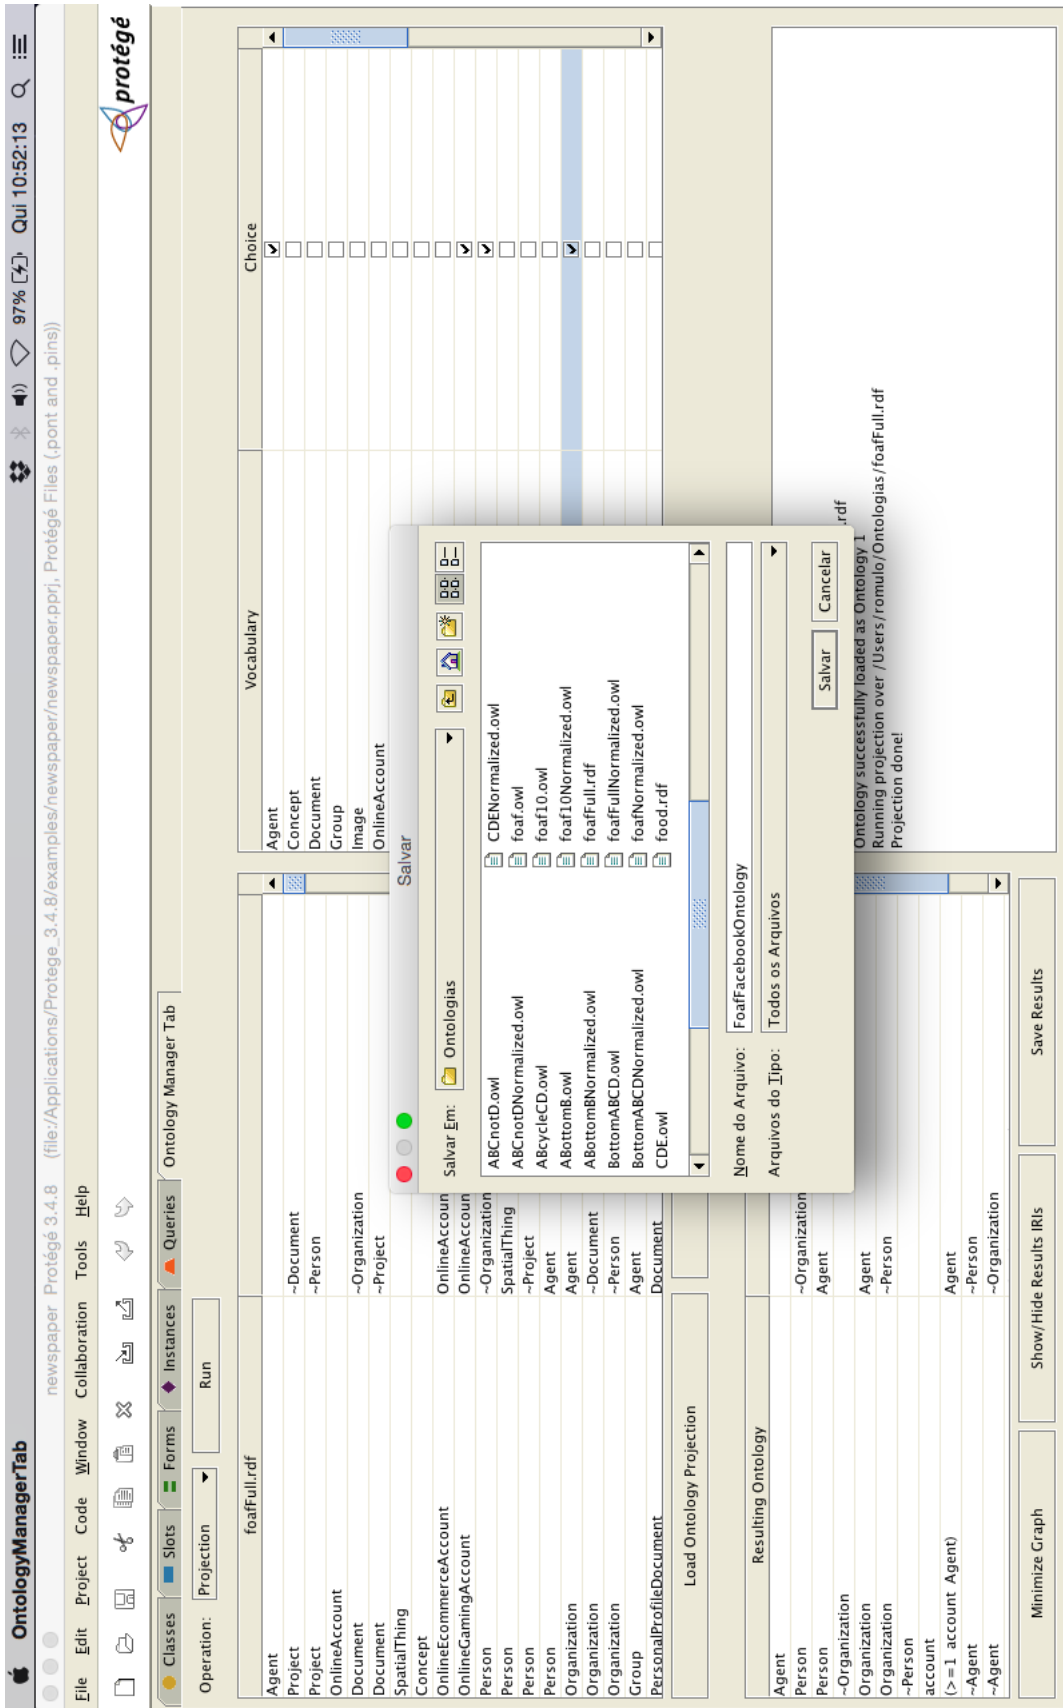 OntologyManagerTab 97% Qui 10:52:13
newspaper Protégé 3.4.8 (file:/Applications/Protege_3.4.8/examples/newspaper/newspaper.pprj, Protégé Files (.pont and .pins))
File Edit Project Code Window Collaboration Tools Help
protégé
Classes Slots Forms Instances Queries Ontology Manager Tab
Operation: Projection Run
foafFull.rdf
Agent
Project ~Document
Project ~Person
OnlineAccount
Document ~Organization
Document ~Project
SpatialThing
Concept
OnlineEcommerceAccount OnlineAccoun
OnlineGamingAccount OnlineAccoun
Person ~Organization
Person SpatialThing
Person ~Project
Person Agent
Organization Agent
Organization ~Document
Organization ~Person
Group Agent
PersonalProfileDocument Document
Vocabulary Choice
Agent
Concept
Document
Group
Image
OnlineAccount
Load Ontology Projection
Salvar
Salvar Em: Ontologias
ABCnotD.owl
ABCnotDNormalized.owl
ABcycleCD.owl
ABottomB.owl
ABottomBNormalized.owl
BottomABCD.owl
BottomABCDNormalized.owl
CDE.owl
CDENormalized.owl
foaf.owl
foaf10.owl
foaf10Normalized.owl
foafFull.rdf
foafFullNormalized.owl
foafNormalized.owl
food.rdf
Nome do Arquivo: FoafFacebookOntology
Arquivos do Tipo: Todos os Arquivos
Salvar Cancelar
Resulting Ontology
Agent
Person ~Organization
Person Agent
~Organization
Organization Agent
Organization ~Person
~Person
account
(>=1 account Agent) Agent
~Agent ~Person
~Agent ~Organization
.rdf
Ontology successfully loaded as Ontology 1
Running projection over /Users/romulo/Ontologias/foafFull.rdf
Projection done!
Minimize Graph Show/Hide Results IRIs Save Results